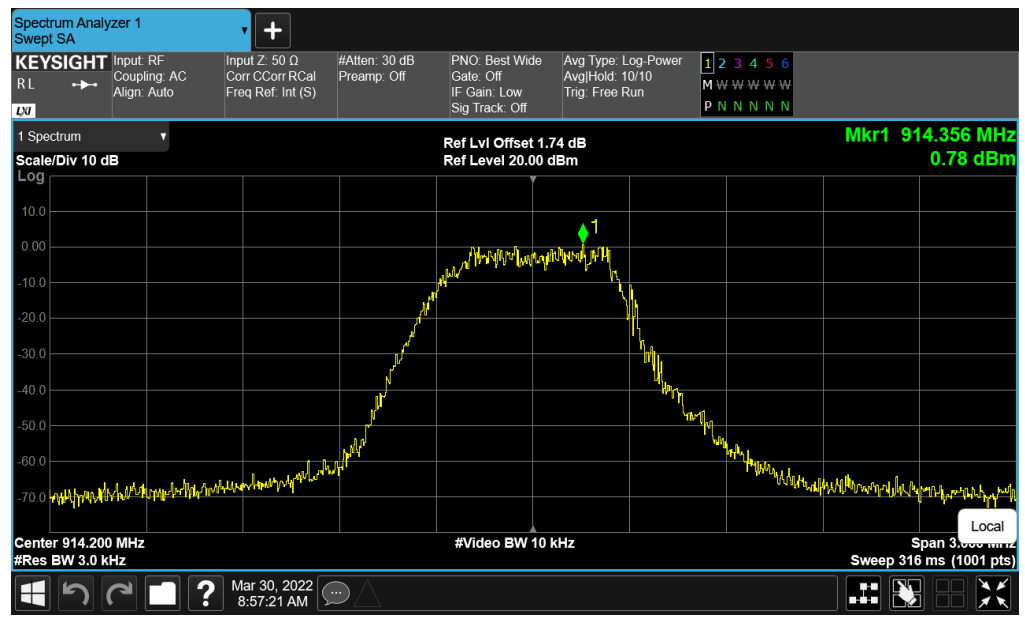 Spectrum Analyzer 1
Swept SA
KEYSIGHT
R L
LXI
Input: RF
Coupling: AC
Align: Auto
Input Z: 50 Ω
Corr CCorr RCal
Freq Ref: Int (S)
#Atten: 30 dB
Preamp: Off
PNO: Best Wide
Gate: Off
IF Gain: Low
Sig Track: Off
Avg Type: Log-Power
Avg|Hold: 10/10
Trig: Free Run
1 2 3 4 5 6
M W W W W W
P N N N N N
1 Spectrum
Scale/Div 10 dB
Ref Lvl Offset 1.74 dB
Ref Level 20.00 dBm
Mkr1 914.356 MHz
0.78 dBm
Log
10.0
0.00
-10.0
-20.0
-30.0
-40.0
-50.0
-60.0
-70.0
1
Local
Center 914.200 MHz
#Video BW 10 kHz
Span
#Res BW 3.0 kHz
Sweep 316 ms (1001 pts)
?
Mar 30, 2022
8:57:21 AM